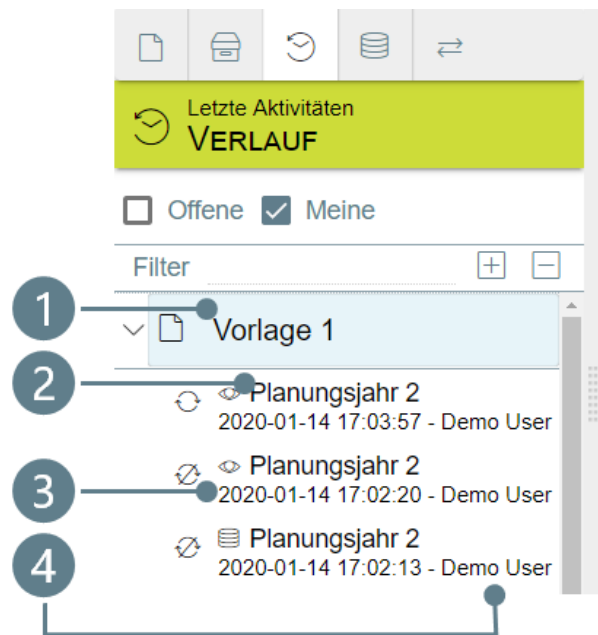 Letzte Aktivitäten
VERLAUF
Offene Meine
Filter
1
Vorlage 1
2
Planungsjahr 2
2020-01-14 17:03:57 - Demo User
Planungsjahr 2
3
2020-01-14 17:02:20 - Demo User
Planungsjahr 2
4
2020-01-14 17:02:13 - Demo User